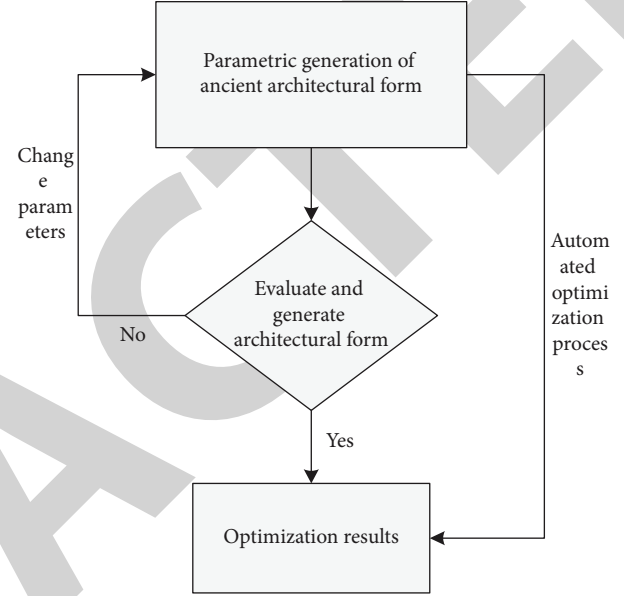 Parametric generation of
ancient architectural form
Chang
e
param
eters
Evaluate and
generate
architectural form
No
Autom
ated
optimi
zation
proces
s
Yes
Optimization results